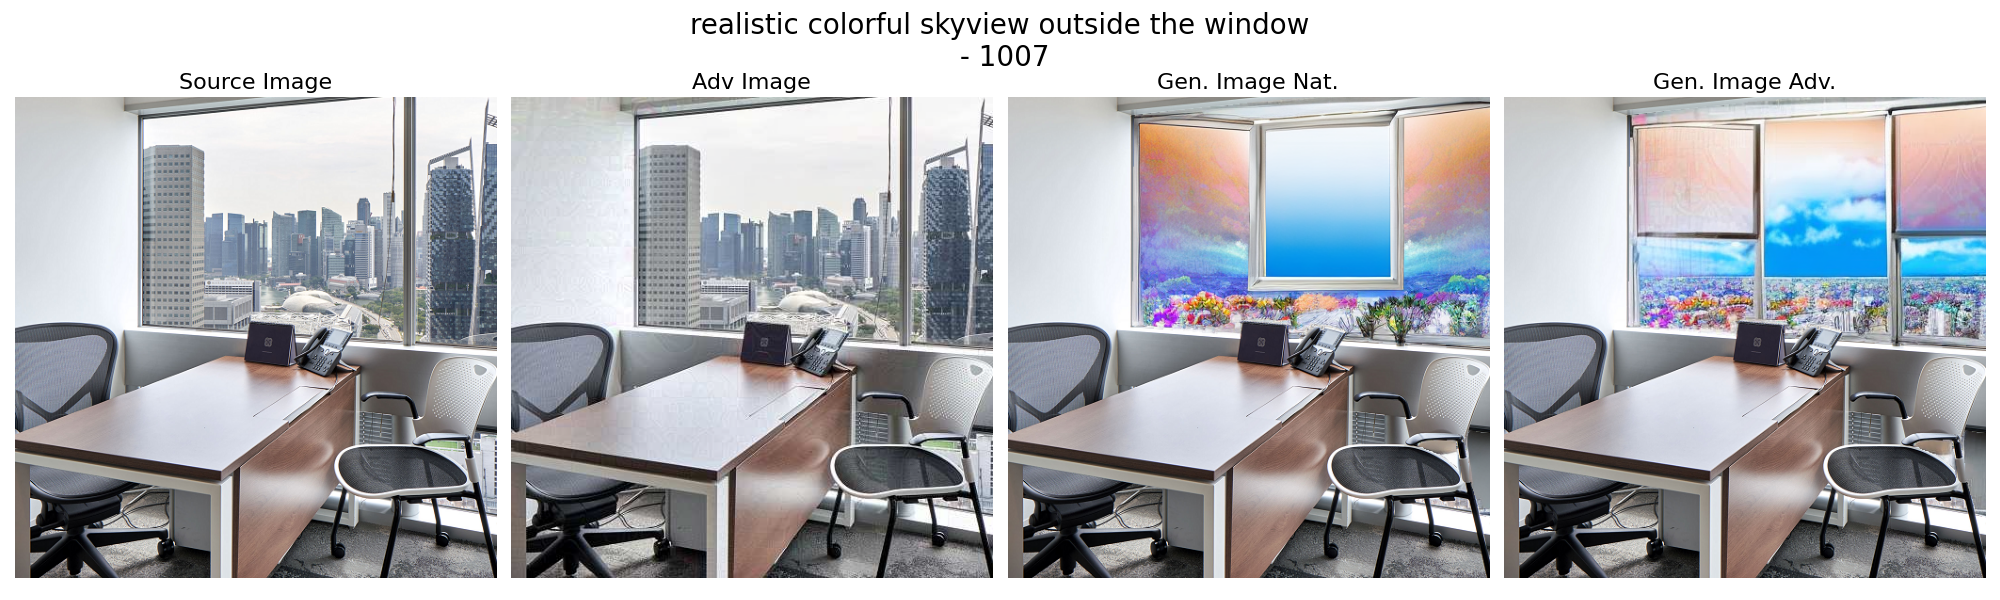 realistic colorful skyview outside the window
- 1007
Source Image
Adv Image
Gen. Image Nat.
Gen. Image Adv.